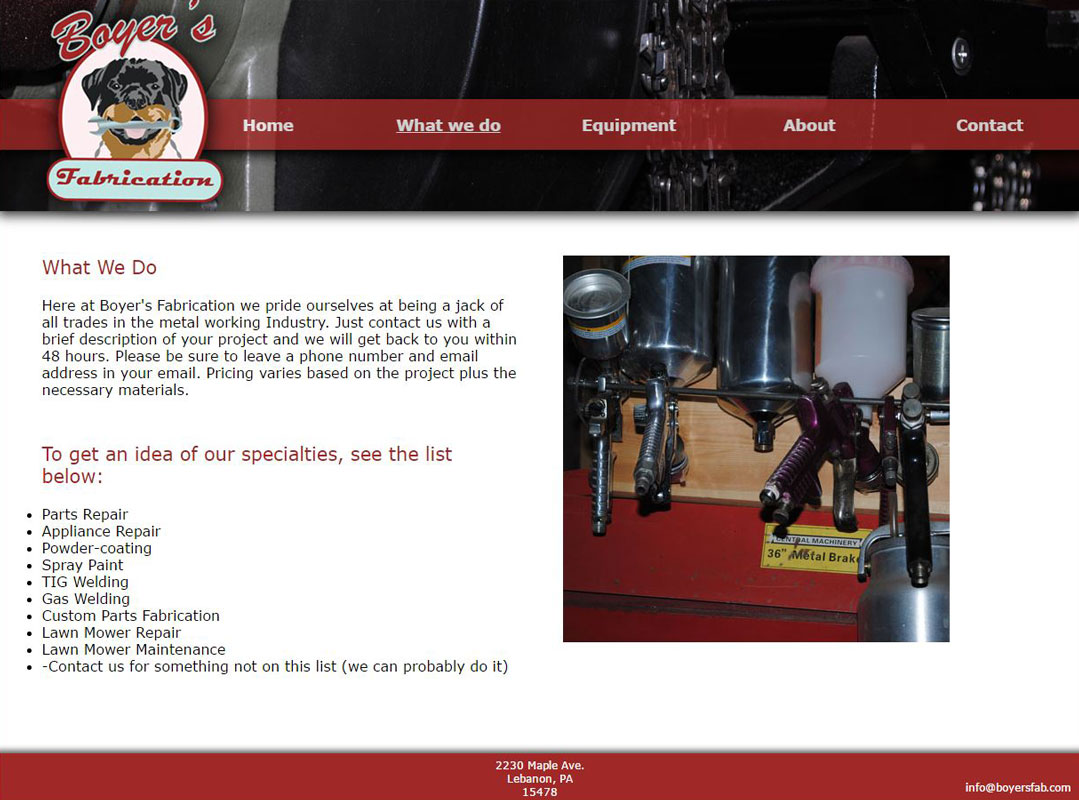 Boyer's
Fabrication
Home
What we do
Equipment
About
Contact
What We Do
Here at Boyer's Fabrication we pride ourselves at being a jack of
all trades in the metal working Industry. Just contact us with a
brief description of your project and we will get back to you within
48 hours. Please be sure to leave a phone number and email
address in your email. Pricing varies based on the project plus the
necessary materials.
To get an idea of our specialties, see the list
below:
Parts Repair
Appliance Repair
Powder-coating
Spray Paint
TIG Welding
Gas Welding
Custom Parts Fabrication
Lawn Mower Repair
Lawn Mower Maintenance
-Contact us for something not on this list (we can probably do it)
CENTRAL MACHINERY
36" Metal Brake
2230 Maple Ave.
Lebanon, PA
15478
info@boyersfab.com